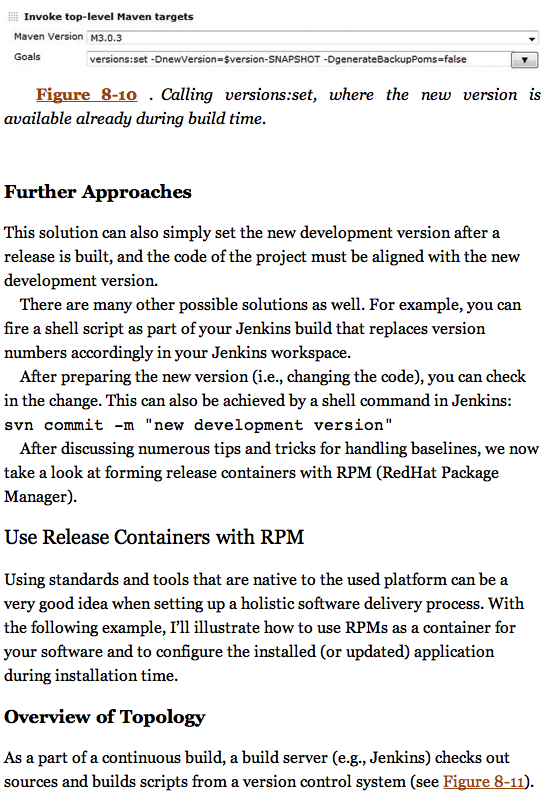 Invoke top-level Maven targets
Maven Version M3.0.3
Goals versions:set -DnewVersion=$version-SNAPSHOT -DgenerateBackupPoms=false
Figure 8-10 . Calling versions:set, where the new version is
available already during build time.
Further Approaches
This solution can also simply set the new development version after a
release is built, and the code of the project must be aligned with the new
development version.
There are many other possible solutions as well. For example, you can
fire a shell script as part of your Jenkins build that replaces version
numbers accordingly in your Jenkins workspace.
After preparing the new version (i.e., changing the code), you can check
in the change. This can also be achieved by a shell command in Jenkins:
svn commit -m "new development version"
After discussing numerous tips and tricks for handling baselines, we now
take a look at forming release containers with RPM (RedHat Package
Manager).
Use Release Containers with RPM
Using standards and tools that are native to the used platform can be a
very good idea when setting up a holistic software delivery process. With
the following example, I’ll illustrate how to use RPMs as a container for
your software and to configure the installed (or updated) application
during installation time.
Overview of Topology
As a part of a continuous build, a build server (e.g., Jenkins) checks out
sources and builds scripts from a version control system (see Figure 8-11).